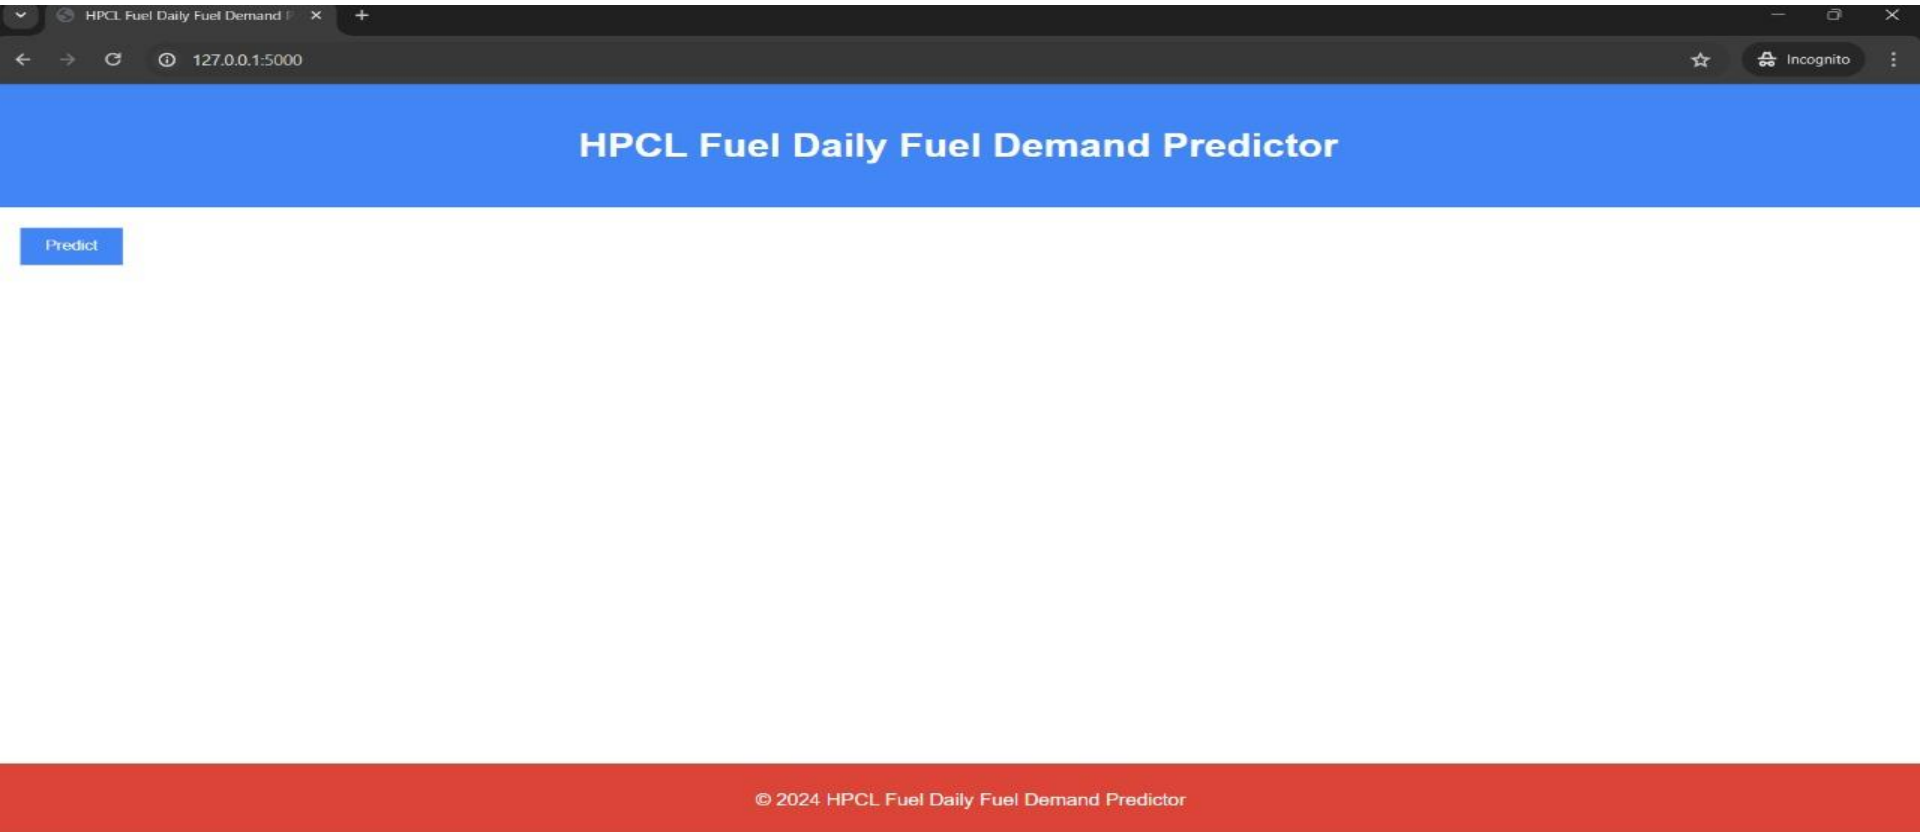 HPCL Fuel Daily Fuel Demand
127.0.0.1:5000
Incognito
HPCL Fuel Daily Fuel Demand Predictor
Predict
© 2024 HPCL Fuel Daily Fuel Demand Predictor